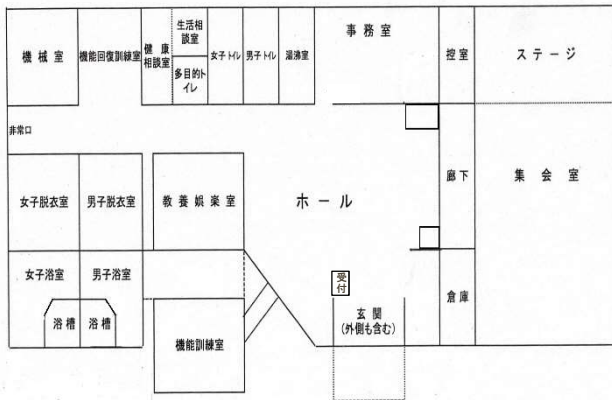 機 械 室
機能回復訓練室
健 康
相談室
生活相
談室
多目的ト
イレ
女子トイレ
男子トイレ
湯沸室
事 務 室
控 室
ス テ ー ジ
非常口
女子脱衣室
男子脱衣室
教 養 娯 楽 室
ホ ー ル
廊 下
集 会 室
女子浴室
男子浴室
浴 槽
浴 槽
受
付
玄 関
(外側も含む)
倉 庫
機能訓練室